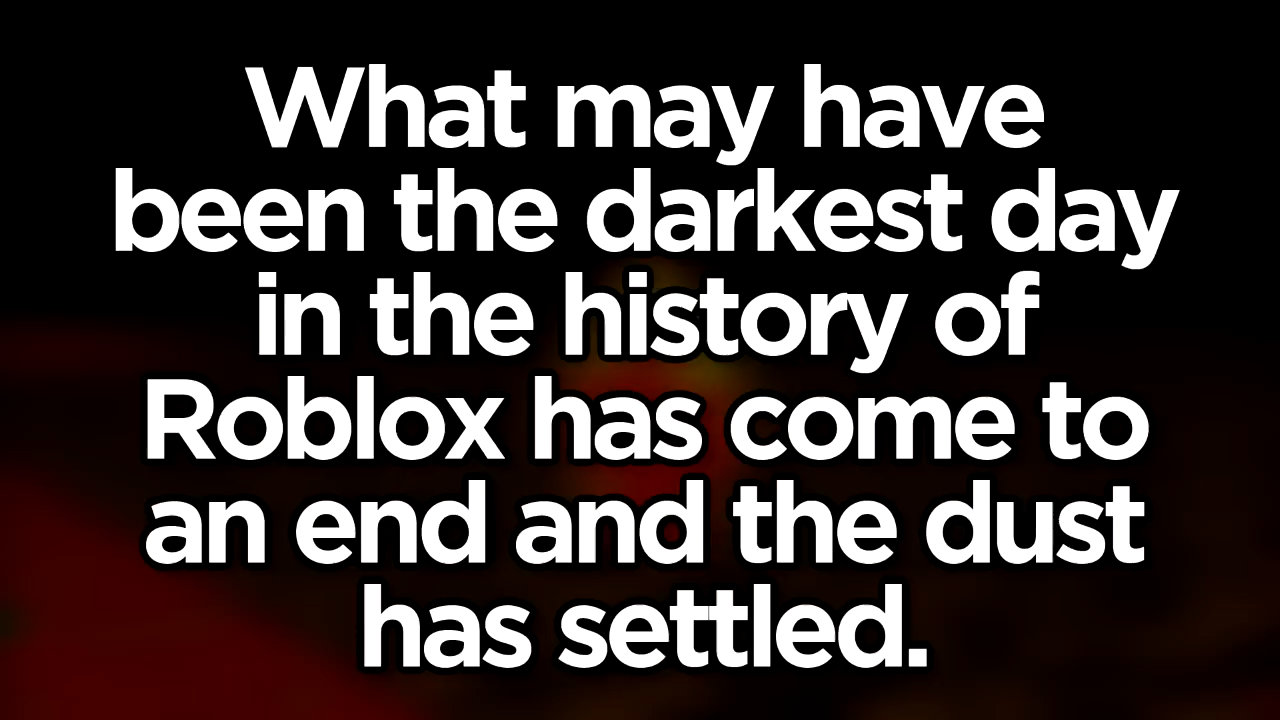 What may have
been the darkest day
in the history of
Roblox has come to
an end and the dust
has settled.